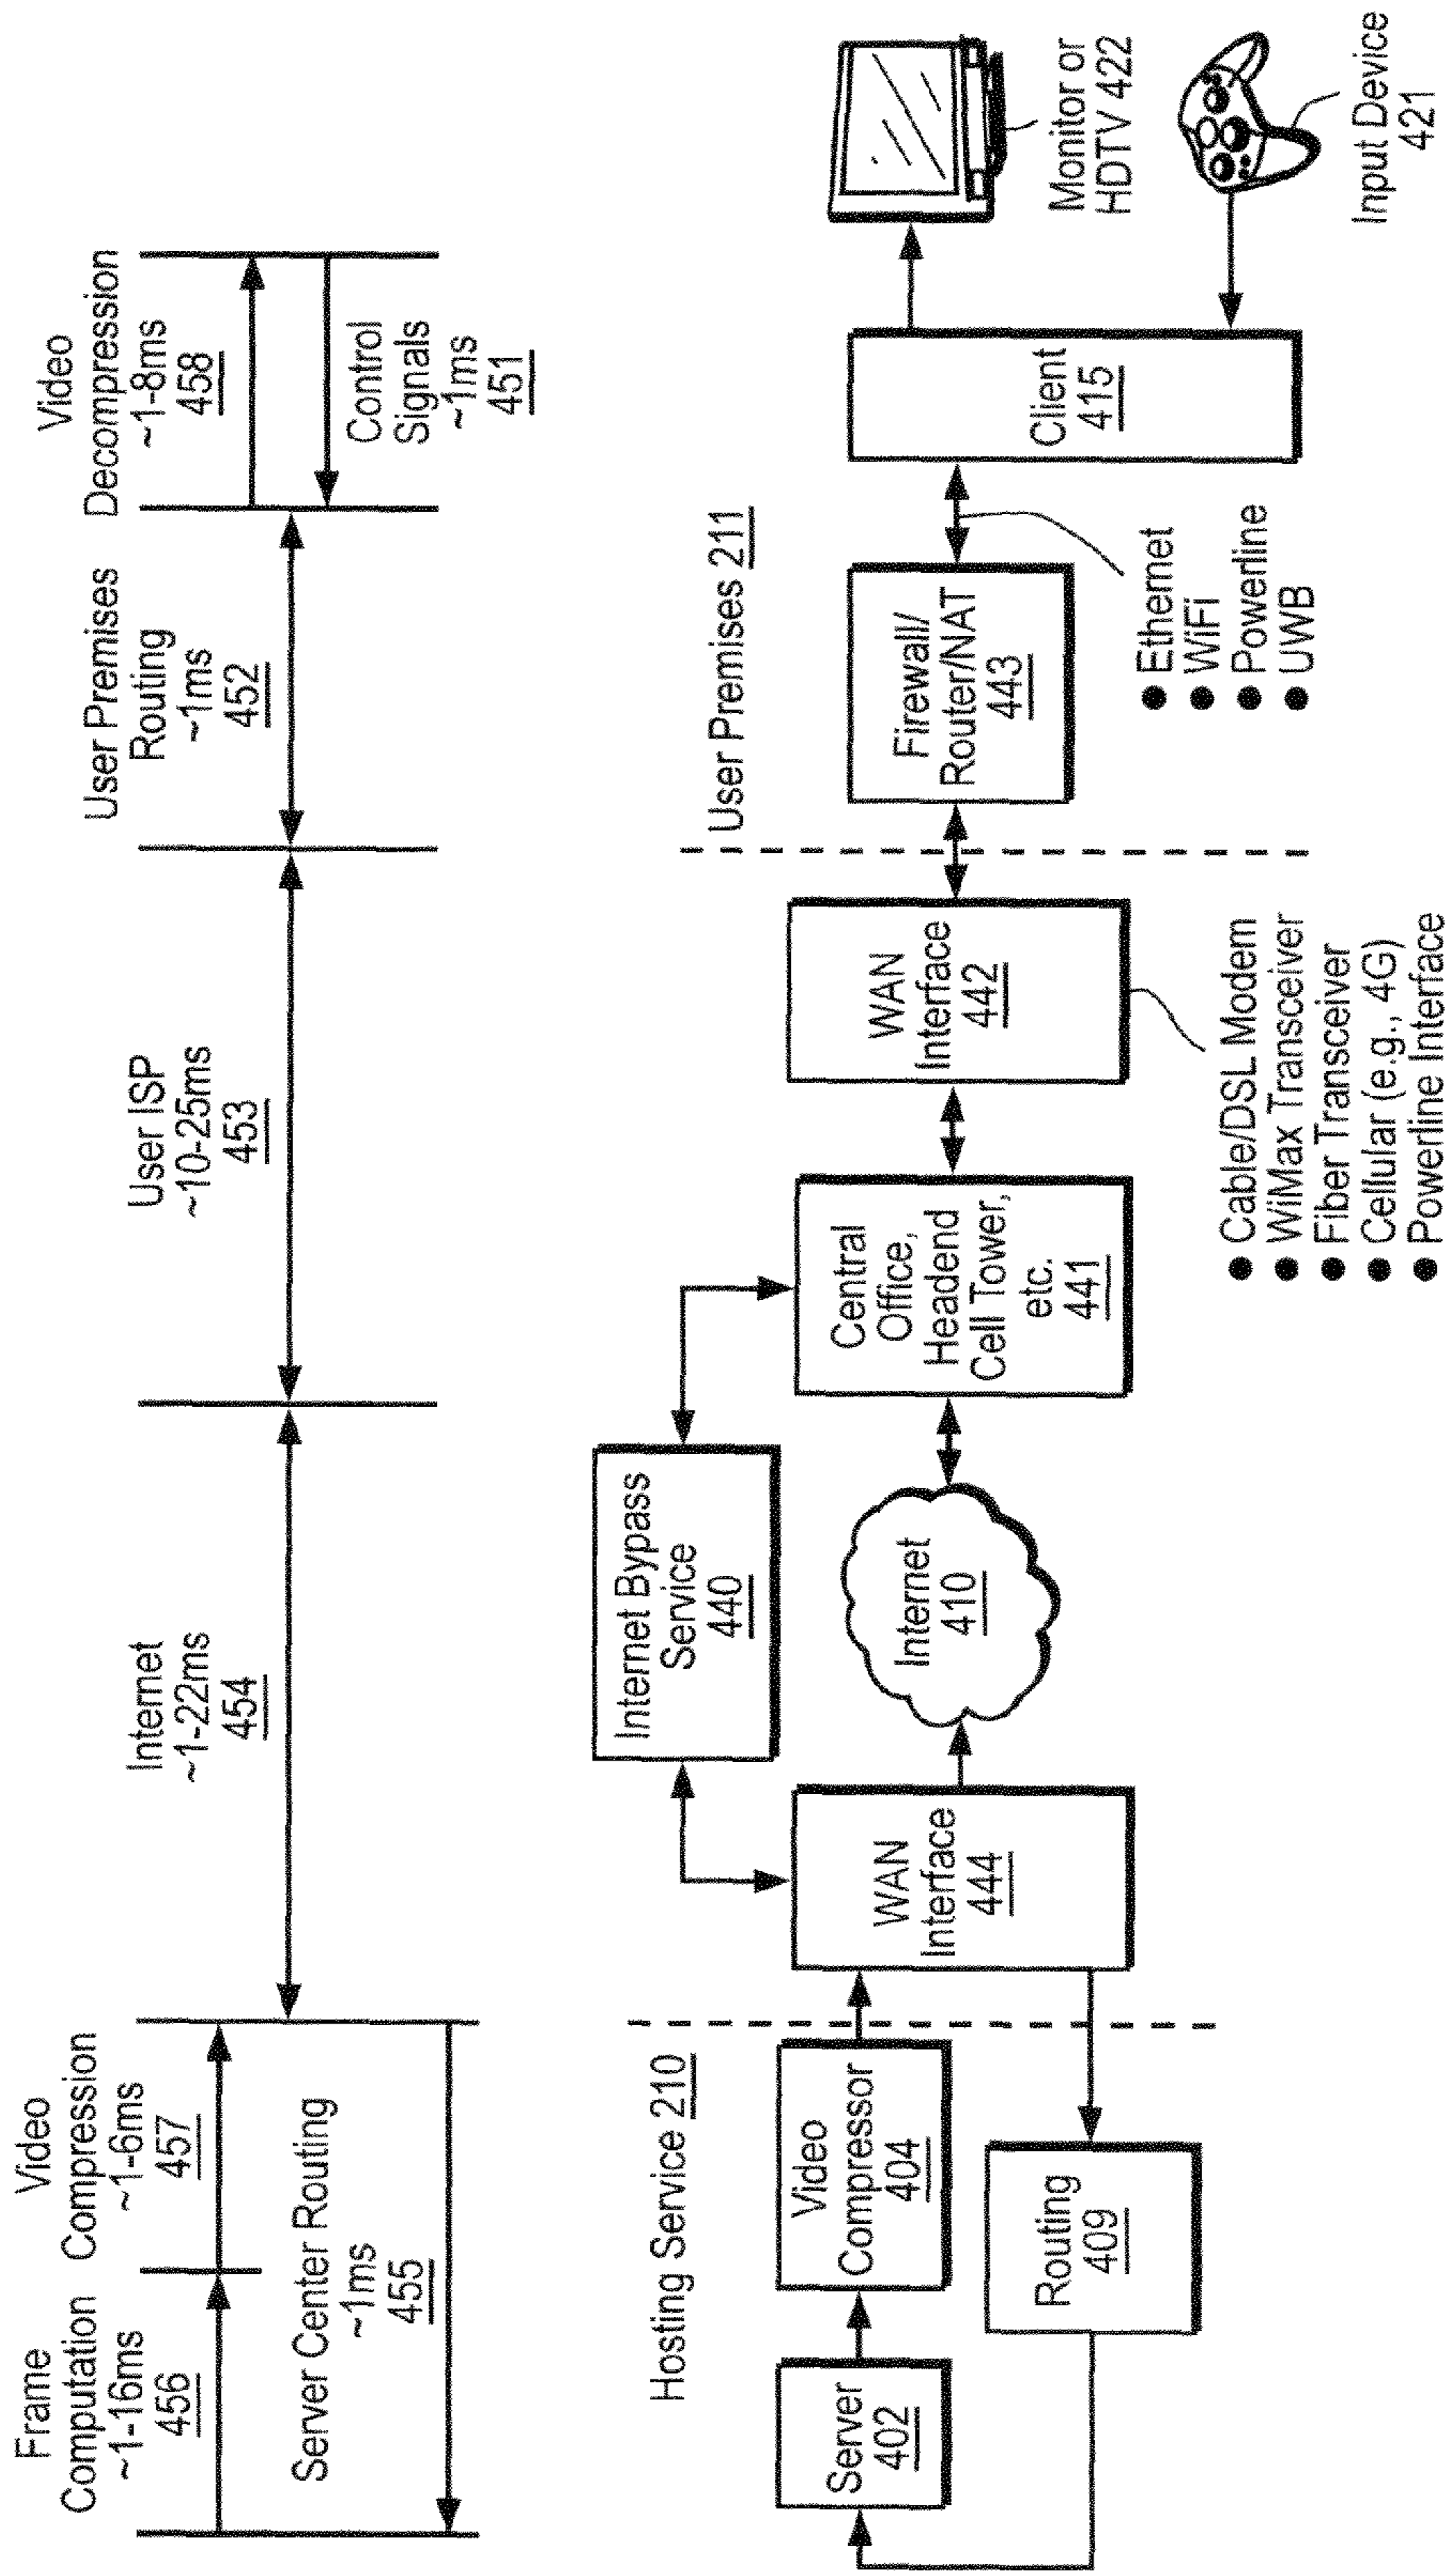 Frame
Computation
~1-16ms
456
Video
Compression
~1-6ms
457
Server Center Routing
~1ms
455
Internet
~1-22ms
454
User ISP
~10-25ms
453
User Premises
Routing
~1ms
452
Video
Decompression
~1-8ms
458
Control
Signals
~1ms
451
Hosting Service 210
Server
402
Video
Compressor
404
Routing
409
WAN
Interface
444
Internet Bypass
Service
440
Internet
410
Central
Office,
Headend
Cell Tower,
etc.
441
WAN
Interface
442
● Cable/DSL Modem
● WiMax Transceiver
● Fiber Transceiver
● Cellular (e.g., 4G)
● Powerline Interface
User Premises 211
Firewall/
Router/NAT
443
● Ethernet
● WiFi
● Powerline
● UWB
Client
415
Monitor or
HDTV 422
Input Device
421